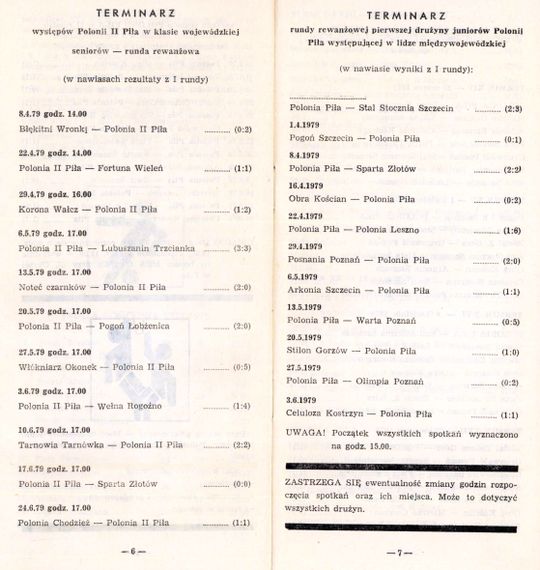 TERMINARZ
występów Polonii II Piła w klasie wojewódzkiej
seniorów — runda rewanżowa
(w nawiasach rezultaty z I rundy)
8.4.79 godz. 14.00
Błękitni Wronki — Polonia II Piła ............ (0:2)
22.4.79 godz. 14.00
Polonia II Piła — Fortuna Wieleń ............ (1:1)
29.4.79 godz. 16.00
Korona Wałcz — Polonia II Piła ............ (1:2)
6.5.79 godz. 17.00
Polonia II Piła — Lubuszanin Trzcianka ............ (3:3)
13.5.79 godz. 17.00
Noteć czarnków — Polonia II Piła ............ (2:0)
20.5.79 godz. 17.00
Polonia II Piła — Pogoń Łobżenica ............ (2:0)
27.5.79 godz. 17.00
Włókniarz Okonek — Polonia II Piła ............ (0:5)
3.6.79 godz. 17.00
Polonia II Piła — Wełna Rogoźno ............ (1:4)
10.6.79 godz. 17.00
Tarnowia Tarnówka — Polonia II Piła ............ (2:2)
17.6.79 godz. 17.00
Polonia II Piła — Sparta Złotów ............ (0:0)
24.6.79 godz. 17.00
Polonia Chodzież — Polonia II Piła ............ (1:1)
— 6 —
TERMINARZ
rundy rewanżowej pierwszej drużyny juniorów Polonii
Piła występującej w lidze międzywojewódzkiej
(w nawiasie wyniki z I rundy):
Polonia Piła — Stal Stocznia Szczecin ............ (2:3)
1.4.1979
Pogoń Szczecin — Polonia Piła ............ (0:1)
8.4.1979
Polonia Piła — Sparta Złotów ............ (2:2)
16.4.1979
Obra Kościan — Polonia Piła ............ (0:2)
22.4.1979
Polonia Piła — Polonia Leszno ............ (1:6)
29.4.1979
Posnania Poznań — Polonia Piła ............ (2:0)
6.5.1979
Arkonia Szczecin — Polonia Piła ............ (1:1)
13.5.1979
Polonia Piła — Warta Poznań ............ (0:5)
20.5.1979
Stilon Gorzów — Polonia Piła ............ (1:0)
27.5.1979
Polonia Piła — Olimpia Poznań ............ (0:2)
3.6.1979
Celuloza Kostrzyn — Polonia Piła ............ (1:1)
UWAGA! Początek wszystkich spotkań wyznaczono
na godz. 15.00.
ZASTRZEGA SIĘ ewentualność zmiany godzin rozpo-
częcia spotkań oraz ich miejsca. Może to dotyczyć
wszystkich drużyn.
— 7 —